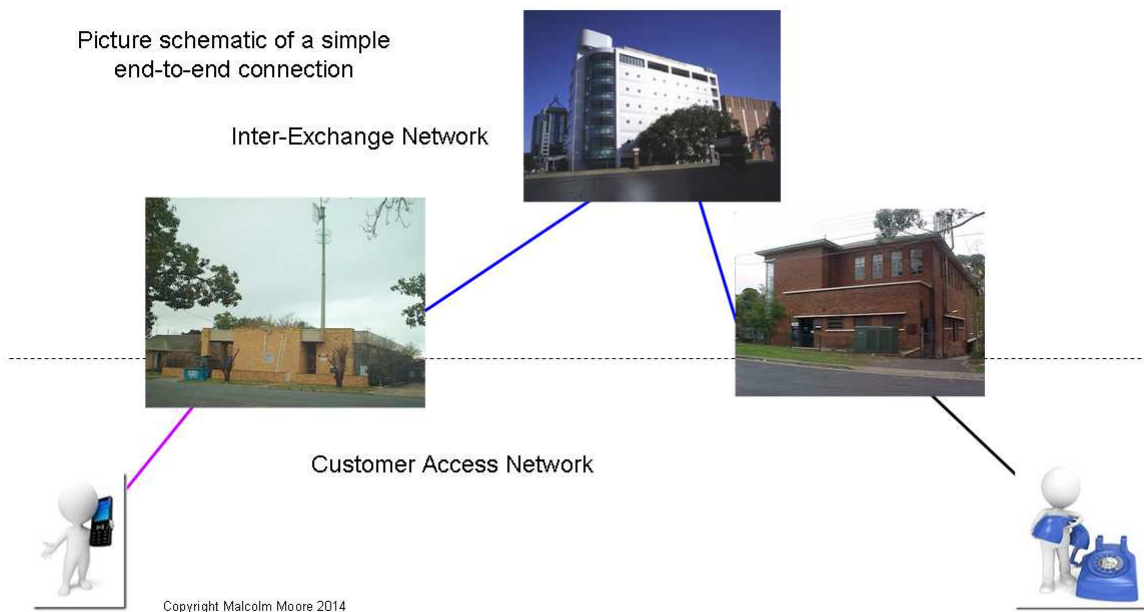 Picture schematic of a simple
end-to-end connection
Inter-Exchange Network
Customer Access Network
Copyright Malcolm Moore 2014